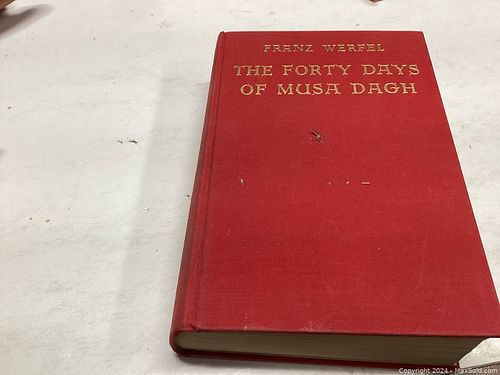 FRANZ WERFEL
THE FORTY DAYS
OF MUSA DAGH
Copyright 2024 - MaxSold.com